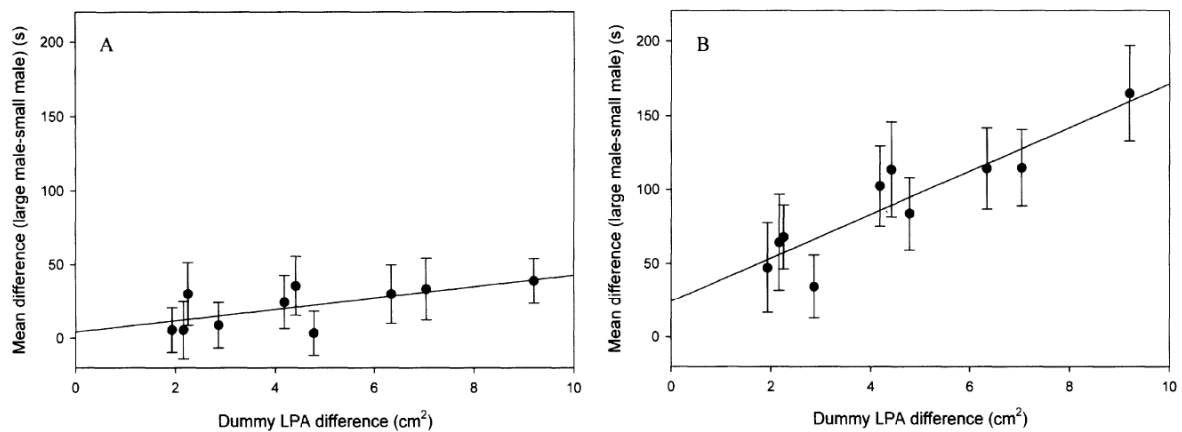 A
Mean difference (large male-small male) (s)
200
150
100
50
0
0 2 4 6 8 10
Dummy LPA difference (cm²)
B
Mean difference (large male-small male) (s)
200
150
100
50
0
0 2 4 6 8 10
Dummy LPA difference (cm²)